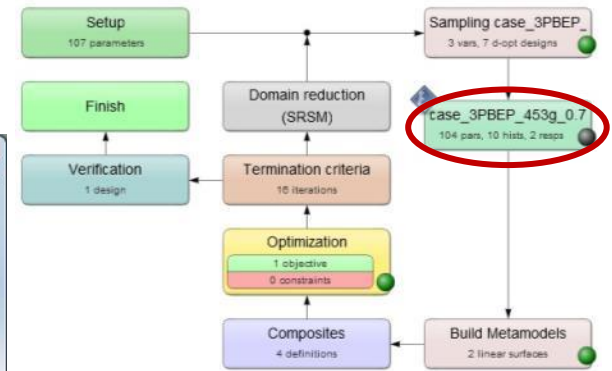 Setup
107 parameters
Sampling case_3PBEP_
3 vars, 7 d-opt designs
Finish
Domain reduction
(SRSM)
case_3PBEP_453g_0.7
104 pars, 10 hists, 2 resps
Verification
1 design
Termination criteria
16 iterations
Optimization
1 objective
0 constraints
Composites
4 definitions
Build Metamodels
2 linear surfaces